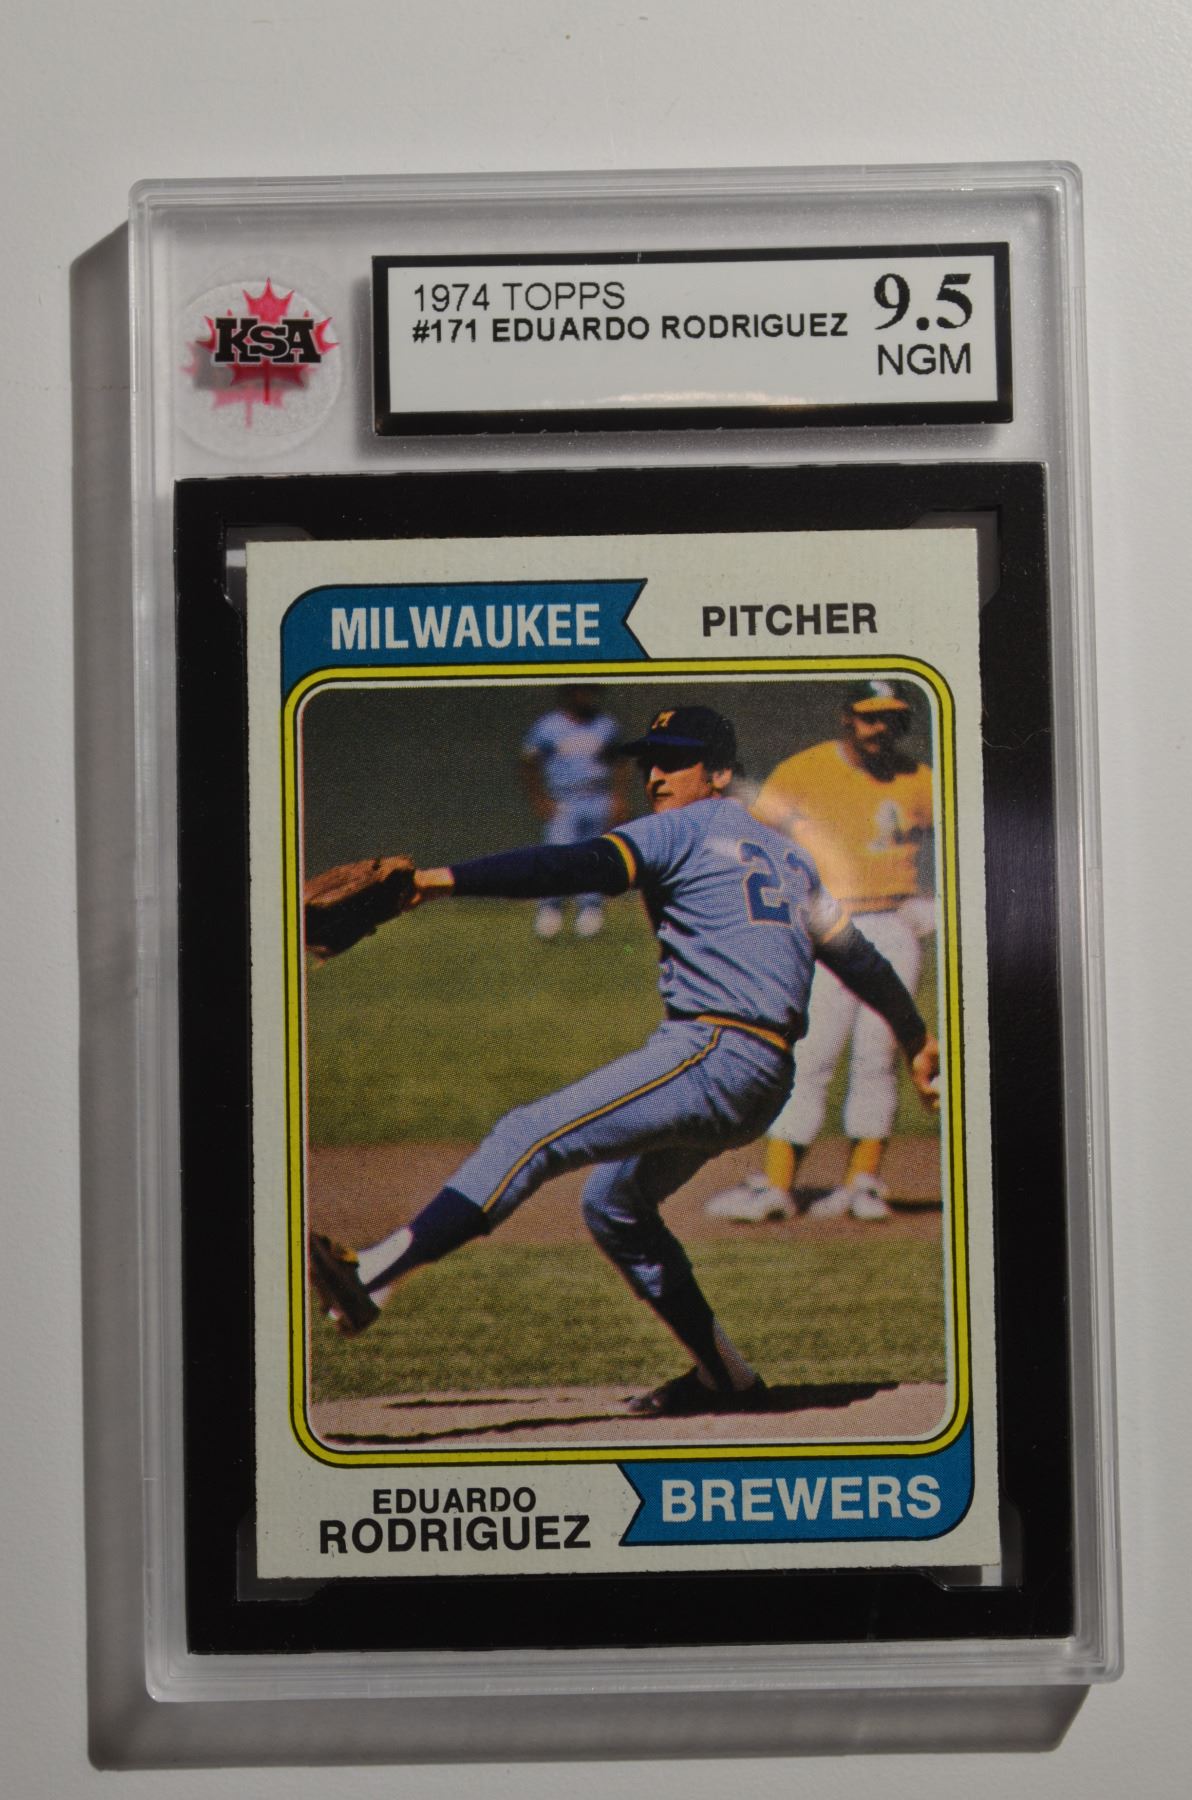 KSA
1974 TOPPS
#171 EDUARDO RODRIGUEZ
9.5
NGM
MILWAUKEE
PITCHER
M
EDUARDO
RODRIGUEZ
BREWERS